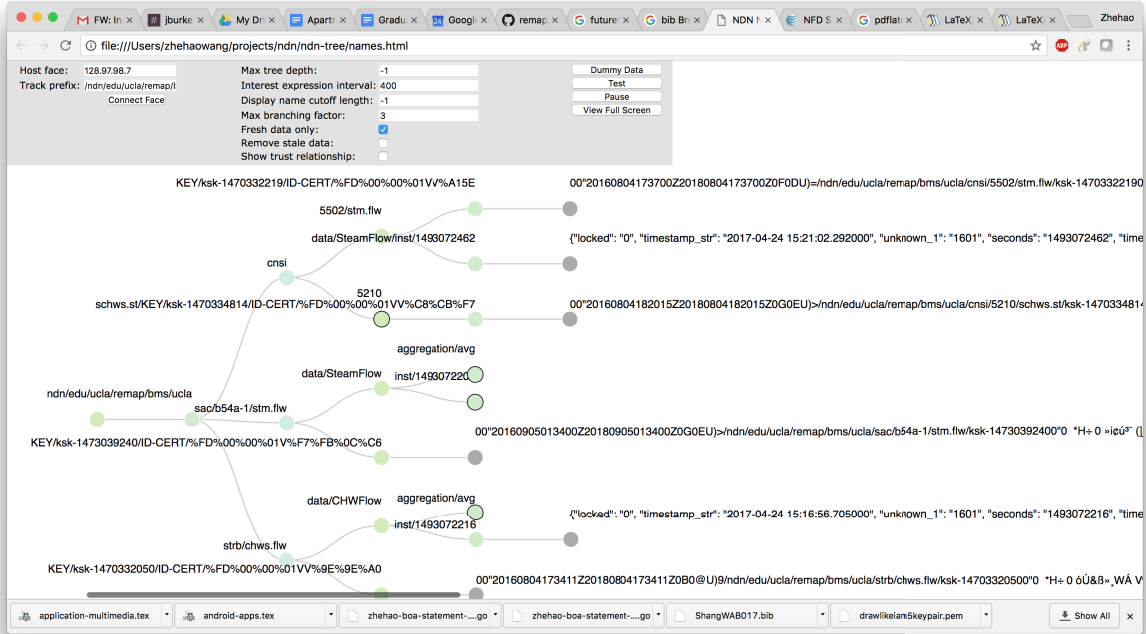 FW: In
jburke
My Dri
Apartm
Gradu
Googl
remap
future
bib Br
NDN N
NFD S
pdflat
LaTeX
LaTeX
Zhehao
file:///Users/zhehaowang/projects/ndn/ndn-tree/names.html
ABP
Host face: 128.97.98.7
Max tree depth: -1
Dummy Data
Track prefix: /ndn/edu/ucla/remap/b
Interest expression interval: 400
Test
Connect Face
Display name cutoff length: -1
Pause
Max branching factor: 3
View Full Screen
Fresh data only:
Remove stale data:
Show trust relationship:
KEY/ksk-1470332219/ID-CERT/%FD%00%00%01VV%A15E
00"20160804173700Z20180804173700Z0F0DU)=/ndn/edu/ucla/remap/bms/ucla/cnsi/5502/stm.flw/ksk-14703322190
5502/stm.flw
data/SteamFlow/inst/1493072462
{"locked": "0", "timestamp_str": "2017-04-24 15:21:02.292000", "unknown_1": "1601", "seconds": "1493072462", "time
cnsi
5210
schws.st/KEY/ksk-1470334814/ID-CERT/%FD%00%00%01VV%C8%CB%F7
00"20160804182015Z20180804182015Z0G0EU)>/ndn/edu/ucla/remap/bms/ucla/cnsi/5210/schws.st/ksk-147033481
aggregation/avg
data/SteamFlow
inst/149307220
ndn/edu/ucla/remap/bms/ucla
sac/b54a-1/stm.flw
00"20160905013400Z20180905013400Z0G0EU)>/ndn/edu/ucla/remap/bms/ucla/sac/b54a-1/stm.flw/ksk-14730392400"0 *H÷ 0
KEY/ksk-1473039240/ID-CERT/%FD%00%00%01V%F7%FB%0C%C6
data/CHWFlow
aggregation/avg
inst/1493072216
{"locked": "0", "timestamp_str": "2017-04-24 15:16:56.705000", "unknown_1": "1601", "seconds": "1493072216", "time
strb/chws.flw
KEY/ksk-1470332050/ID-CERT/%FD%00%00%01VV%9E%9E%A0
00"20160804173411Z20180804173411Z0B0@U)9/ndn/edu/ucla/remap/bms/ucla/strb/chws.flw/ksk-14703320500"0 *H÷ 0
application-multimedia.tex
android-apps.tex
zhehao-boa-statement-....go
zhehao-boa-statement-....go
ShangWAB017.bib
drawlikeiam5keypair.pem
Show All